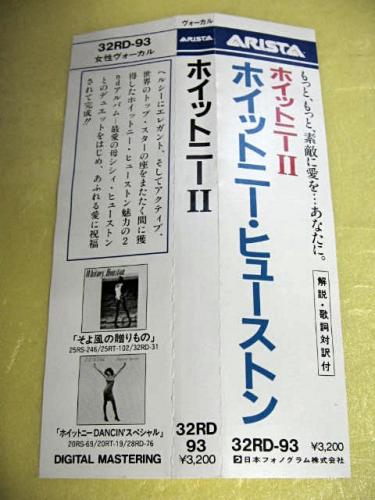 32RD-93
女性ヴォーカル
ヘルシーにエレガント、そしてアクティブ、
世界のトップ・スターの座をまたたく間に獲
得したホイットニー・ヒューストン魅力の2
ndアルバム―最愛の母シシィ・ヒューストン
とのデュエットをはじめ、あふれる愛に祝福
されて完成!!
Whitney Houston
「そよ風の贈りもの」
25RS-246/25RT-102/32RD-31
「ホイットニーDANCIN'スペシャル」
20RS-69/20RT-19/28RD-76
DIGITAL MASTERING
ヴォーカル
ARISTA
ホイットニーII
32RD
93
¥3,200
ARISTA
もっと、もっと、素敵に愛を…あなたに。
ホイットニーII
ホイットニー・ヒューストン
解説・歌詞対訳付
32RD-93 ¥3,200
日本フォノグラム株式会社